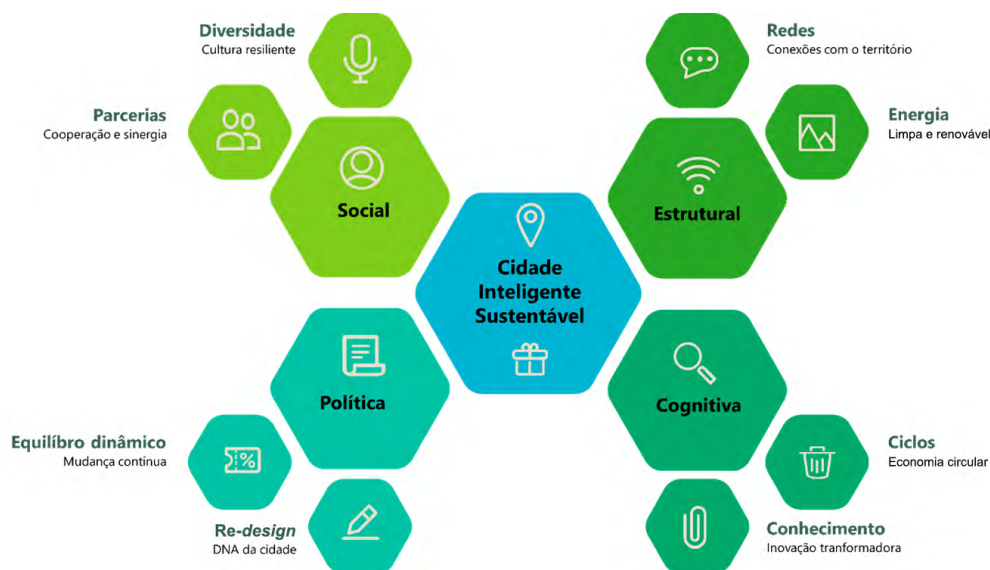 Diversidade
Cultura resiliente
Parcerias
Cooperação e sinergia
Social
Redes
Conexões com o território
Energia
Limpa e renovável
Estrutural
Cidade
Inteligente
Sustentável
Política
Equilíbro dinâmico
Mudança contínua
%
Re-design
DNA da cidade
Cognitiva
Ciclos
Economia circular
Conhecimento
Inovação tranformadora